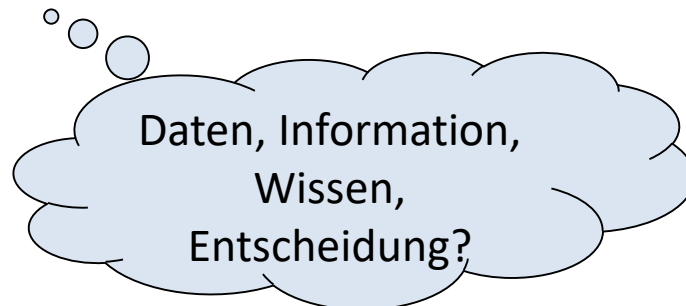 Daten, Information,
Wissen,
Entscheidung?